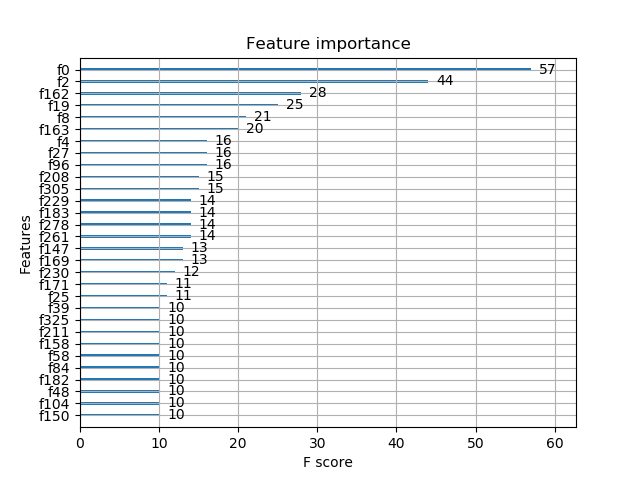 Feature importance
Features
f0 57
f2 44
f162 28
f19 25
f8 21
f163 20
f4 16
f27 16
f96 16
f208 15
f305 15
f229 14
f183 14
f278 14
f261 14
f147 13
f169 13
f230 12
f171 11
f25 11
f39 10
f325 10
f211 10
f158 10
f58 10
f84 10
f182 10
f48 10
f104 10
f150 10
0 10 20 30 40 50 60
F score